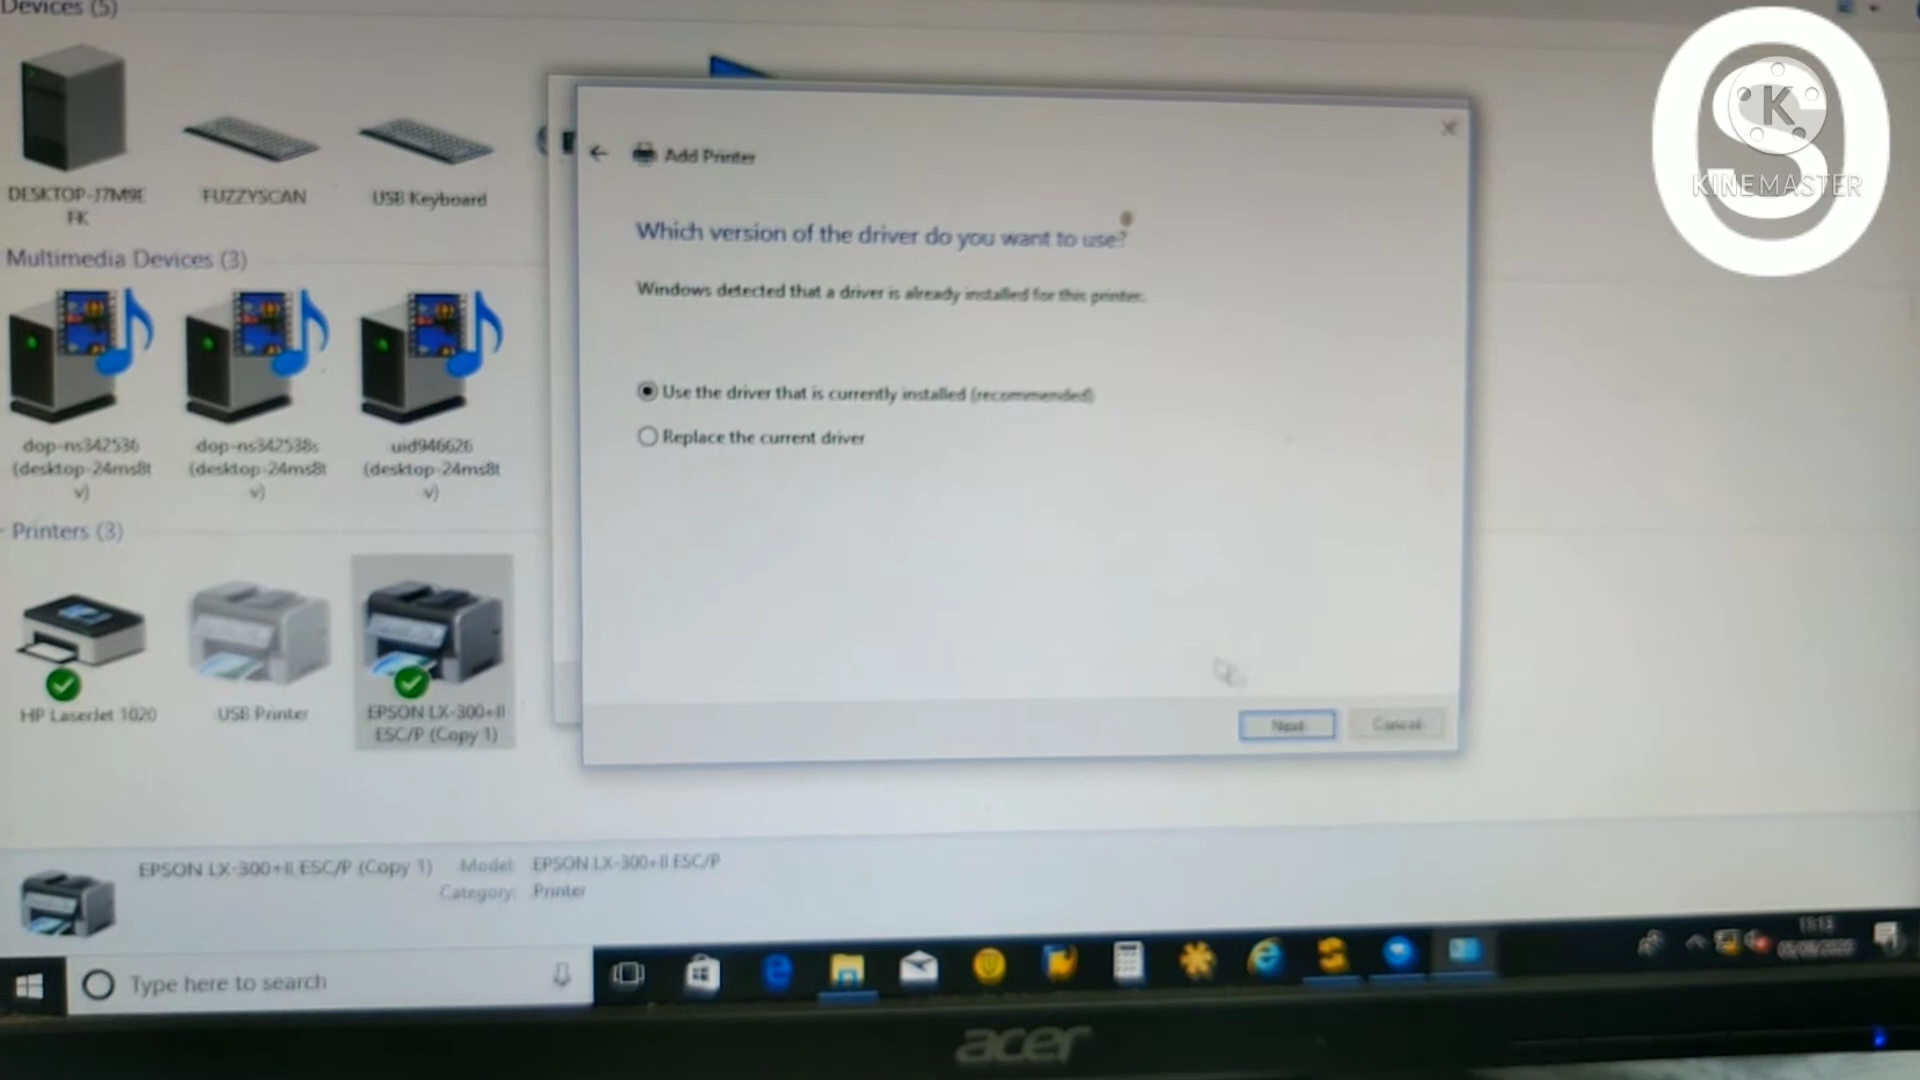 Devices (5)
DESKTOP-J7M9E
FK
FUZZYSCAN
USB Keyboard
Multimedia Devices (3)
dop-ns342536
(desktop-24ms8t
v)
dop-ns342538s
(desktop-24ms8t
v)
uid946626
(desktop-24ms8t
v)
Printers (3)
HP LaserJet 1020
USB Printer
EPSON LX-300+II
ESC/P (Copy 1)
Add Printer
Which version of the driver do you want to use?
Windows detected that a driver is already installed for this printer.
Use the driver that is currently installed (recommended)
Replace the current driver
Next
Cancel
EPSON LX-300+II ESC/P (Copy 1)
Model: EPSON LX-300+II ESC/P
Category: Printer
Type here to search
acer
K
KINEMASTER